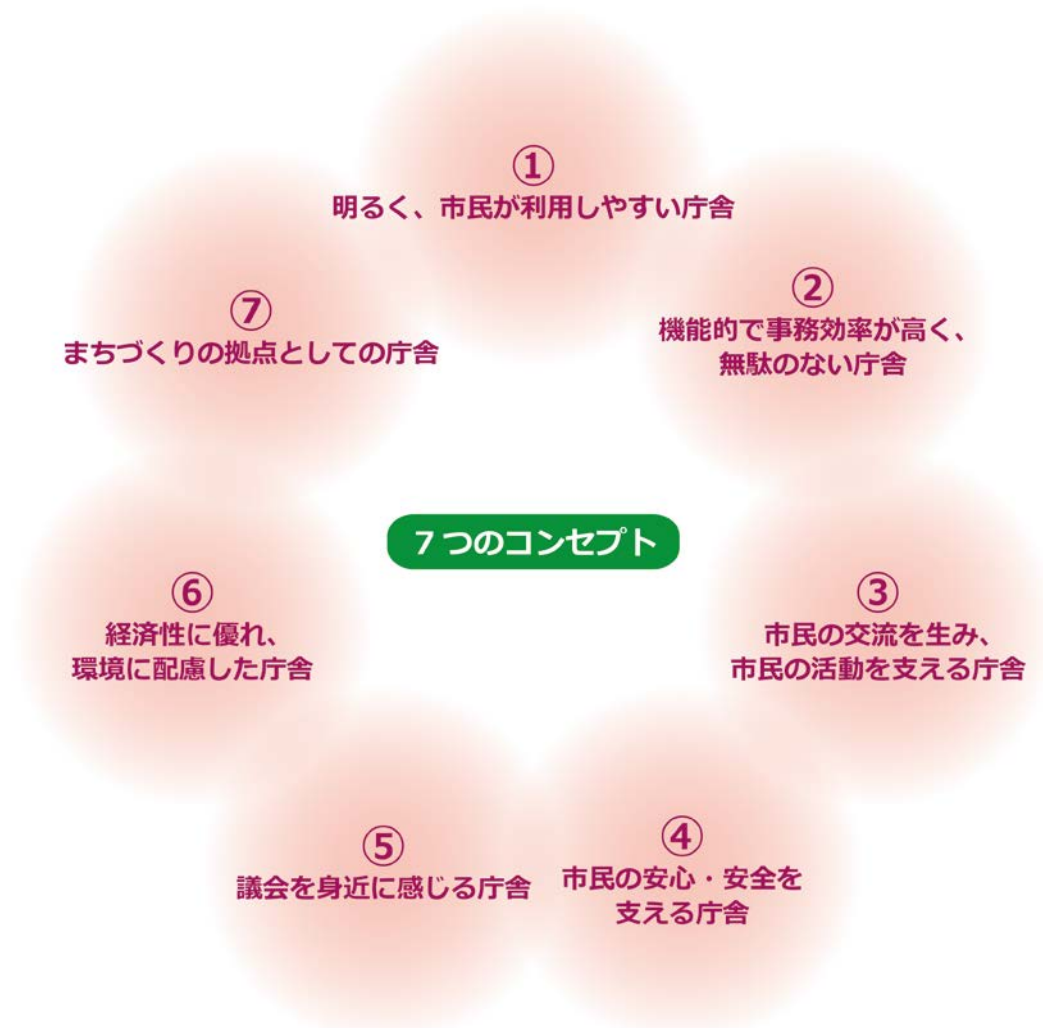 ①
明るく、市民が利用しやすい庁舎
②
機能的で事務効率が高く、
無駄のない庁舎
③
市民の交流を生み、
市民の活動を支える庁舎
④
市民の安心・安全を
支える庁舎
⑤
議会を身近に感じる庁舎
⑥
経済性に優れ、
環境に配慮した庁舎
⑦
まちづくりの拠点としての庁舎
7つのコンセプト